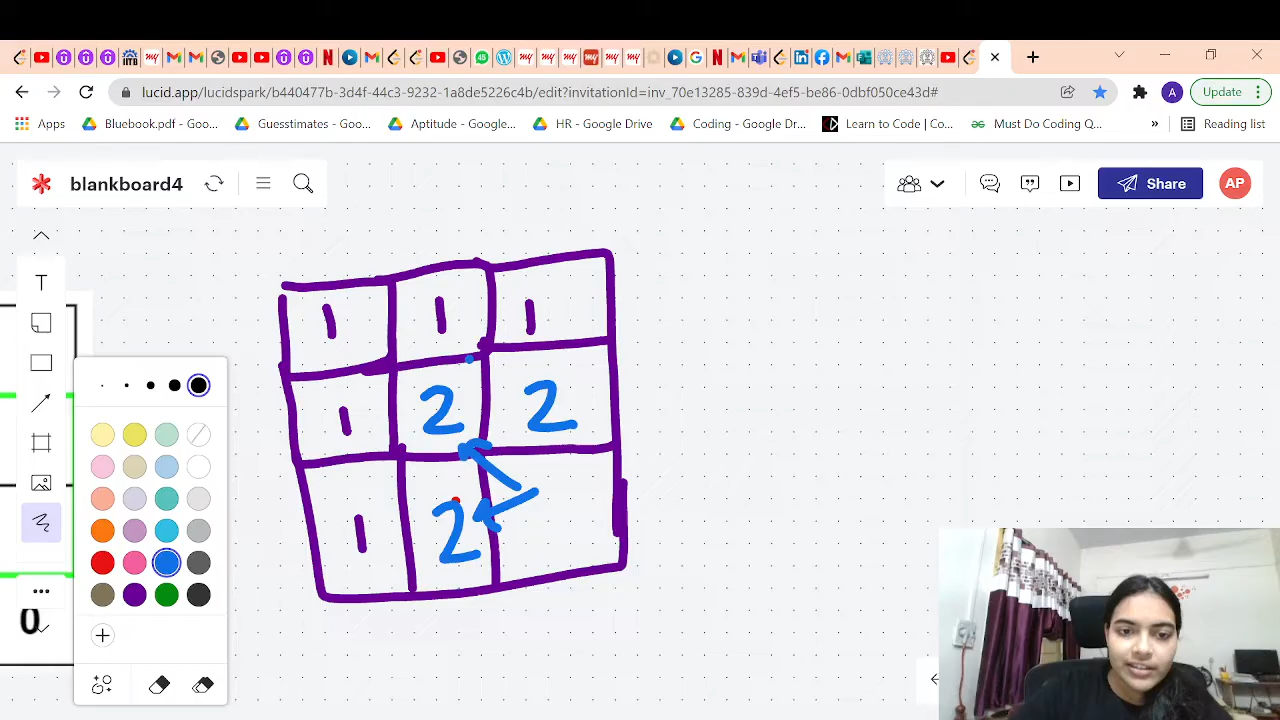 lucid.app/lucidspark/b440477b-3d4f-44c3-9232-1a8de5226c4b/edit?invitationId=inv_70e13285-839d-4ef5-be86-0dbf050ce43d#
A
Update
Apps
Bluebook.pdf - Goo...
Guesstimates - Goo...
Aptitude - Google...
HR - Google Drive
Coding - Google Dr...
Learn to Code | Co...
Must Do Coding Q...
»
Reading list
blankboard4
Share
AP
T
1 1 1
1 2 2
1 2
0